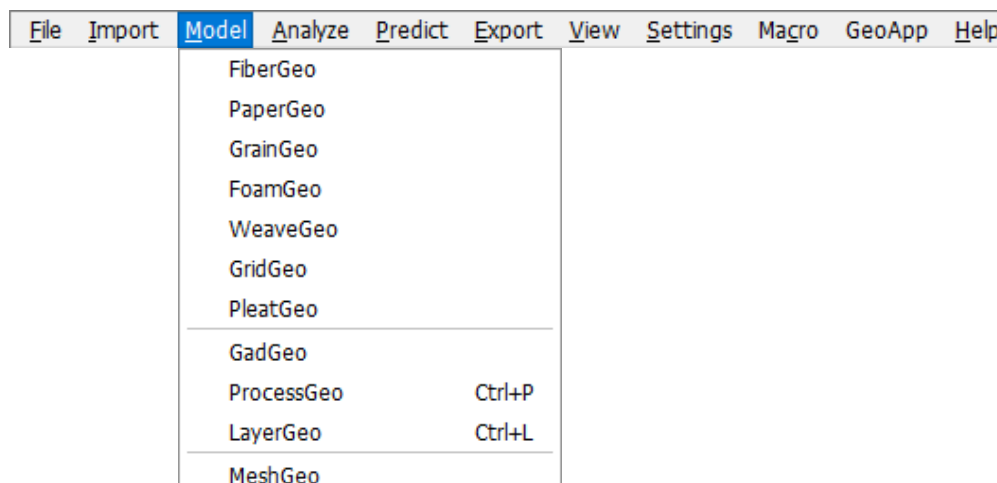 File Import Model Analyze Predict Export View Settings Macro GeoApp Help
FiberGeo
PaperGeo
GrainGeo
FoamGeo
WeaveGeo
GridGeo
PleatGeo
GadGeo
ProcessGeo Ctrl+P
LayerGeo Ctrl+L
MeshGeo